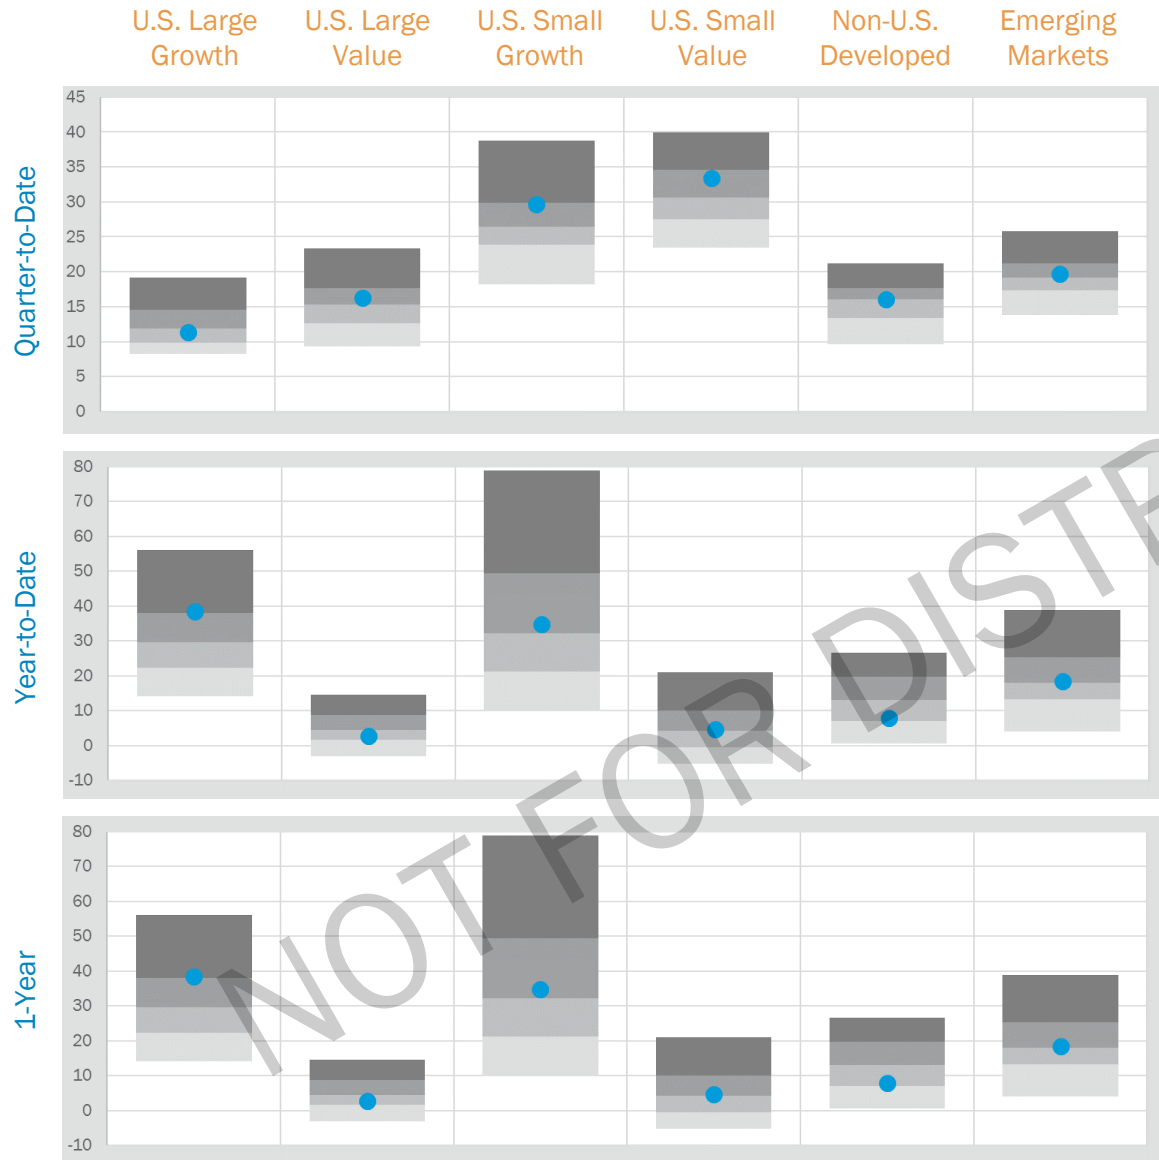 U.S. Large
Growth
U.S. Large
Value
U.S. Small
Growth
U.S. Small
Value
Non-U.S.
Developed
Emerging
Markets
Quarter-to-Date
45
40
35
30
25
20
15
10
5
0
Year-to-Date
80
70
60
50
40
30
20
10
0
-10
1-Year
80
70
60
50
40
30
20
10
0
-10
NOT FOR DISTR